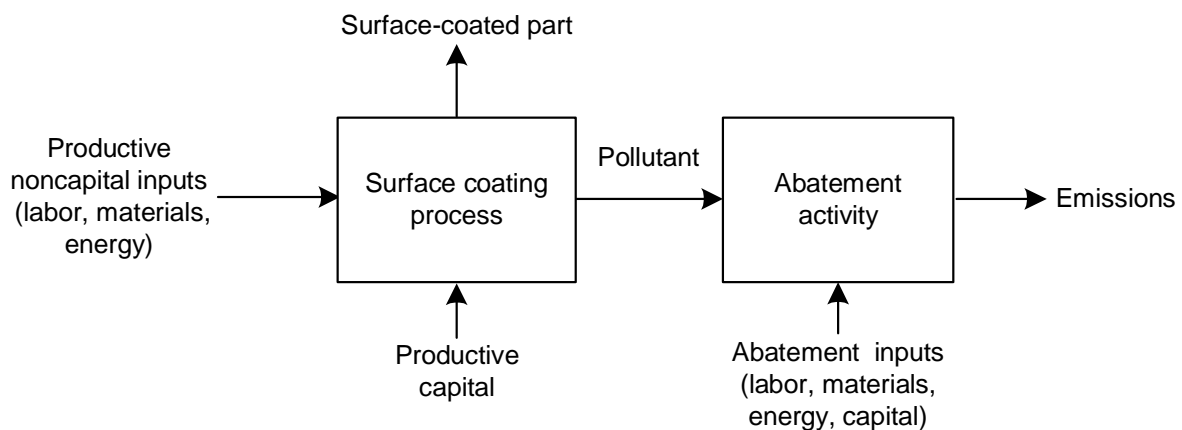 Surface-coated part
Productive
noncapital inputs
(labor, materials,
energy)
Surface coating
process
Pollutant
Abatement
activity
Emissions
Productive
capital
Abatement inputs
(labor, materials,
energy, capital)